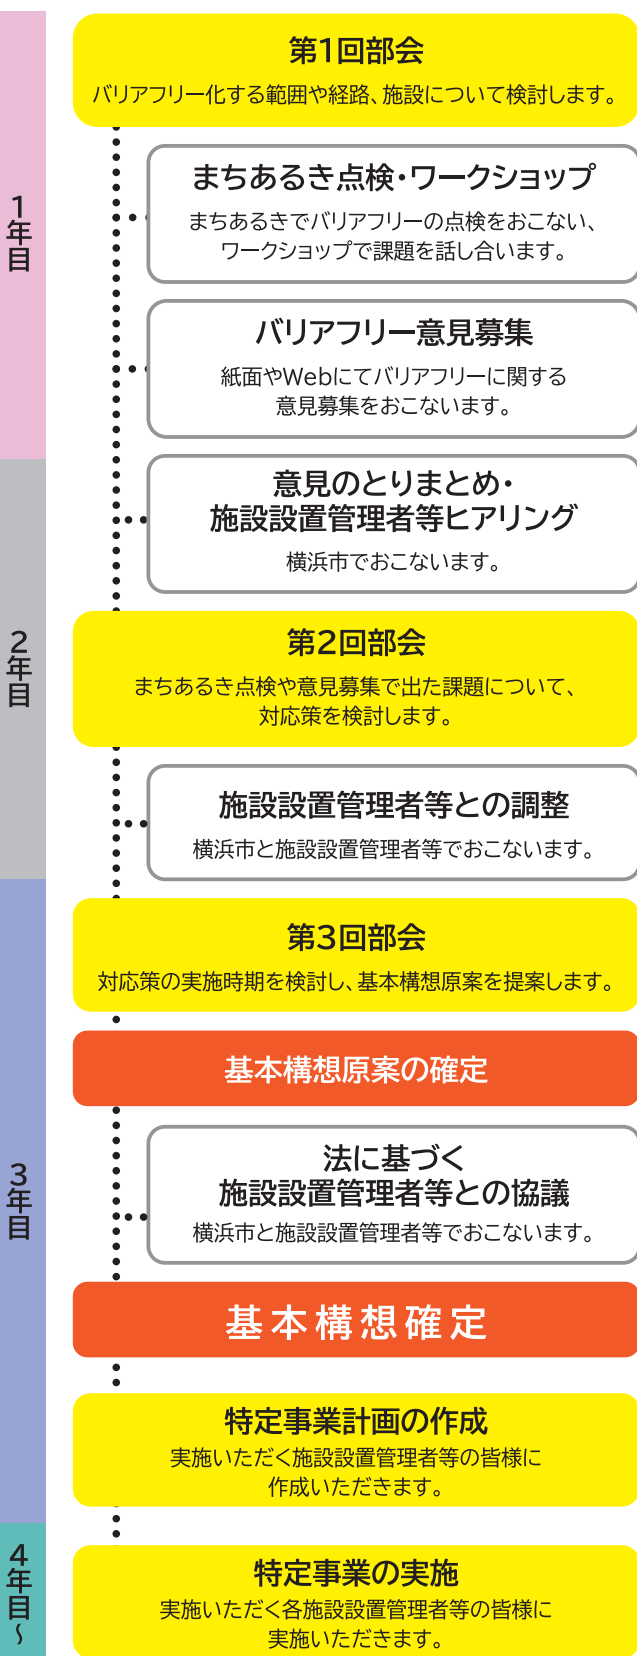 1年目
第1回部会
バリアフリー化する範囲や経路、施設について検討します。
まちあるき点検・ワークショップ
まちあるきでバリアフリーの点検をおこない、
ワークショップで課題を話し合います。
バリアフリー意見募集
紙面やWebにてバリアフリーに関する
意見募集をおこないます。
2年目
意見のとりまとめ・
施設設置管理者等ヒアリング
横浜市でおこないます。
第2回部会
まちあるき点検や意見募集で出た課題について、
対応策を検討します。
施設設置管理者等との調整
横浜市と施設設置管理者等でおこないます。
3年目
第3回部会
対応策の実施時期を検討し、基本構想原案を提案します。
基本構想原案の確定
法に基づく
施設設置管理者等との協議
横浜市と施設設置管理者等でおこないます。
基本構想確定
特定事業計画の作成
実施いただく施設設置管理者等の皆様に
作成いただきます。
4年目～
特定事業の実施
実施いただく各施設設置管理者等の皆様に
実施いただきます。